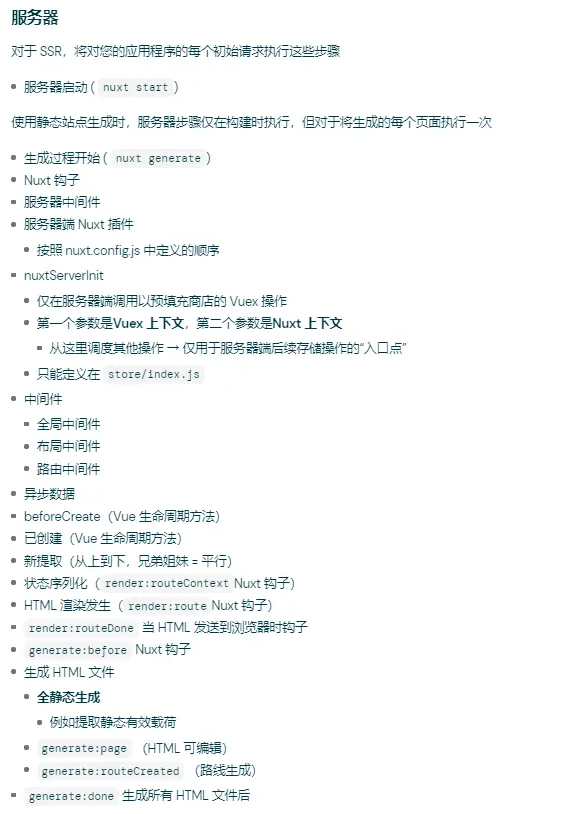 服务器
对于 SSR，将对您的应用程序的每个初始请求执行这些步骤
服务器启动 ( nuxt start )
使用静态站点生成时，服务器步骤仅在构建时执行，但对于将生成的每个页面执行一次
生成过程开始 ( nuxt generate )
Nuxt 钩子
服务器中间件
服务器端 Nuxt 插件
按照 nuxt.config.js 中定义的顺序
nuxtServerInit
仅在服务器端调用以预填充商店的 Vuex 操作
第一个参数是Vuex 上下文，第二个参数是Nuxt 上下文
从这里调度其他操作 → 仅用于服务器端后续存储操作的“入口点”
只能定义在 store/index.js
中间件
全局中间件
布局中间件
路由中间件
异步数据
beforeCreate（Vue 生命周期方法）
已创建（Vue 生命周期方法）
新提取（从上到下，兄弟姐妹 = 平行）
状态序列化（ render:routeContext Nuxt 钩子）
HTML 渲染发生（ render:route Nuxt 钩子）
render:routeDone 当 HTML 发送到浏览器时钩子
generate:before Nuxt 钩子
生成 HTML 文件
全静态生成
例如提取静态有效载荷
generate:page （HTML 可编辑）
generate:routeCreated （路线生成）
generate:done 生成所有 HTML 文件后